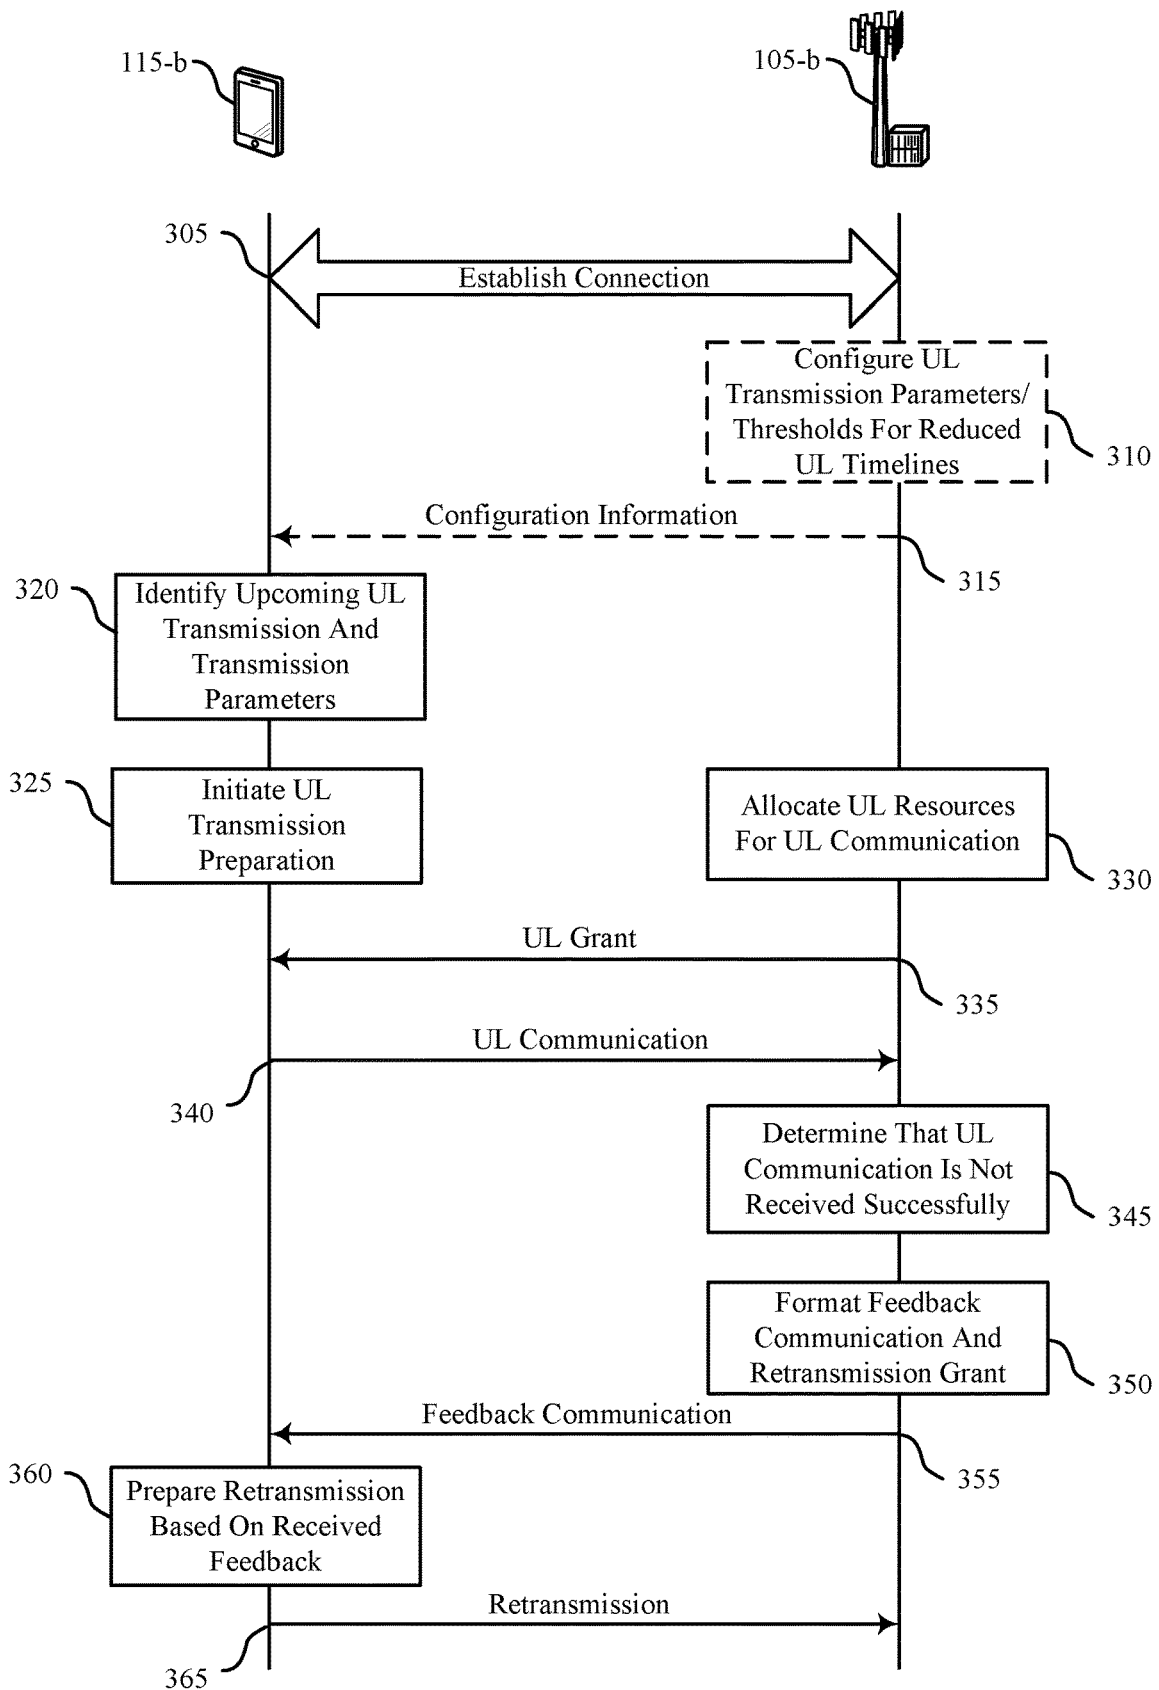 115-b
105-b
305
Establish Connection
Configure UL
Transmission Parameters/
Thresholds For Reduced
UL Timelines
310
Configuration Information
315
320
Identify Upcoming UL
Transmission And
Transmission
Parameters
325
Initiate UL
Transmission
Preparation
Allocate UL Resources
For UL Communication
330
UL Grant
335
UL Communication
340
Determine That UL
Communication Is Not
Received Successfully
345
Format Feedback
Communication And
Retransmission Grant
350
Feedback Communication
355
360
Prepare Retransmission
Based On Received
Feedback
Retransmission
365